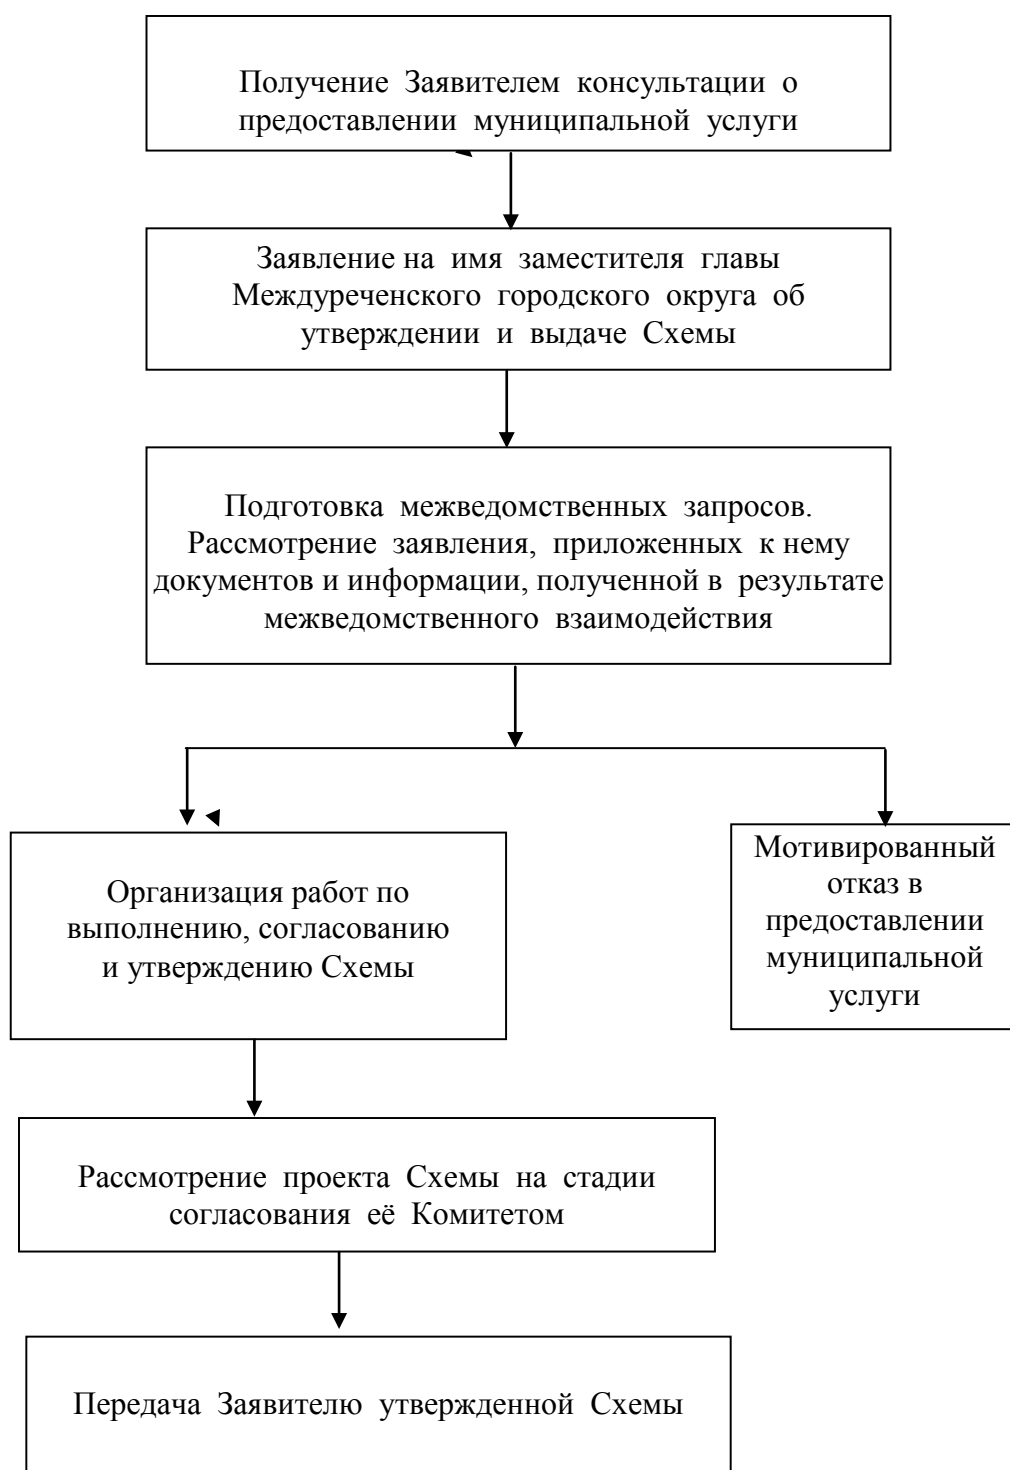 Получение Заявителем консультации о
предоставлении муниципальной услуги
Заявление на имя заместителя главы
Междуреченского городского округа об
утверждении и выдаче Схемы
Подготовка межведомственных запросов.
Рассмотрение заявления, приложенных к нему
документов и информации, полученной в результате
межведомственного взаимодействия
Организация работ по
выполнению, согласованию
и утверждению Схемы
Мотивированный
отказ в
предоставлении
муниципальной
услуги
Рассмотрение проекта Схемы на стадии
согласования её Комитетом
Передача Заявителю утвержденной Схемы